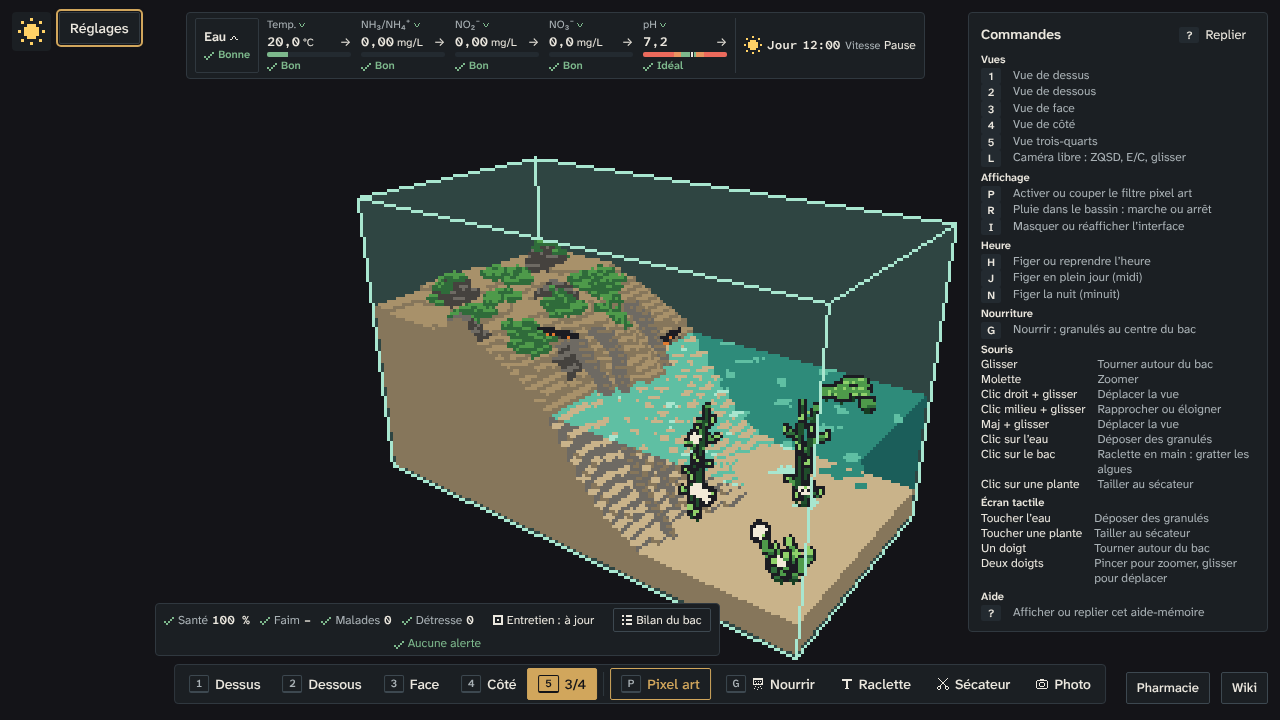 Réglages
Eau
Bonne
Temp.
20,0 °C
Bon
NH₃/NH₄⁺
0,00 mg/L
Bon
NO₂⁻
0,00 mg/L
Bon
NO₃⁻
0,0 mg/L
Bon
pH
7,2
Idéal
Jour 12:00 Vitesse Pause
Commandes
? Replier
Vues
1 Vue de dessus
2 Vue de dessous
3 Vue de face
4 Vue de côté
5 Vue trois-quarts
L Caméra libre : ZQSD, E/C, glisser
Affichage
P Activer ou couper le filtre pixel art
R Pluie dans le bassin : marche ou arrêt
I Masquer ou réafficher l'interface
Heure
H Figer ou reprendre l'heure
J Figer en plein jour (midi)
N Figer la nuit (minuit)
Nourriture
G Nourrir : granulés au centre du bac
Souris
Glisser Tourner autour du bac
Molette Zoomer
Clic droit + glisser Déplacer la vue
Clic milieu + glisser Rapprocher ou éloigner
Maj + glisser Déplacer la vue
Clic sur l'eau Déposer des granulés
Clic sur le bac Raclette en main : gratter les
algues
Clic sur une plante Tailler au sécateur
Écran tactile
Toucher l'eau Déposer des granulés
Toucher une plante Tailler au sécateur
Un doigt Tourner autour du bac
Deux doigts Pincer pour zoomer, glisser
pour déplacer
Aide
? Afficher ou replier cet aide-mémoire
Santé 100 % Faim – Malades 0 Détresse 0 Entretien : à jour Bilan du bac
Aucune alerte
1 Dessus 2 Dessous 3 Face 4 Côté 5 3/4 P Pixel art G Nourrir Raclette Sécateur Photo
Pharmacie Wiki